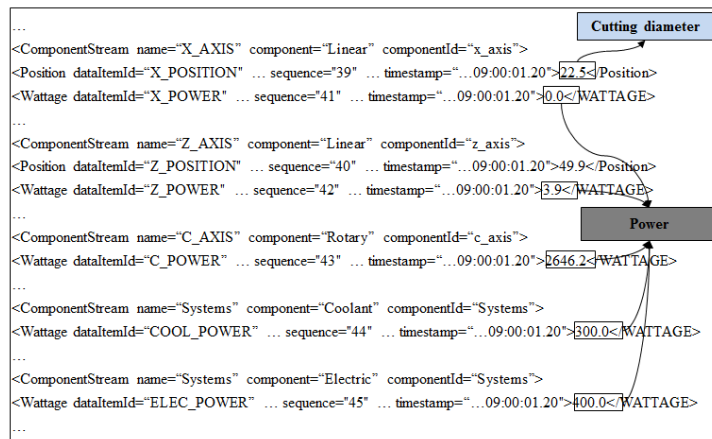 Cutting diameter
…
<ComponentStream name=“X_AXIS” component=“Linear” componentId=“x_axis”>
<Position dataItemId=“X_POSITION" … sequence="39" … timestamp=“…09:00:01.20">22.5</Position>
<Wattage dataItemId=“X_POWER" … sequence="41" … timestamp=“…09:00:01.20">0.0</WATTAGE>
…
<ComponentStream name=“Z_AXIS” component=“Linear” componentId=“z_axis”>
<Position dataItemId=“Z_POSITION" … sequence="40" … timestamp=“…09:00:01.20">49.9</Position>
<Wattage dataItemId=“Z_POWER” … sequence="42" … timestamp=“…09:00:01.20">3.9</WATTAGE>
…
Power
<ComponentStream name=“C_AXIS” component=“Rotary” componentId=“c_axis”>
<Wattage dataItemId=“C_POWER” … sequence="43" … timestamp=“…09:00:01.20">2646.2</WATTAGE>
…
<ComponentStream name=“Systems” component=“Coolant” componentId=“Systems”>
<Wattage dataItemId=“COOL_POWER” … sequence="44" … timestamp=“…09:00:01.20">300.0</WATTAGE>
…
<ComponentStream name=“Systems” component=“Electric” componentId=“Systems”>
<Wattage dataItemId=“ELEC_POWER” … sequence="45" … timestamp=“…09:00:01.20">400.0</WATTAGE>
…